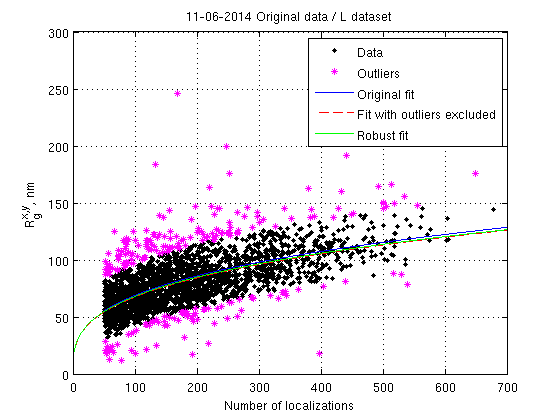 11-06-2014 Original data / L dataset
Data
Outliers
Original fit
Fit with outliers excluded
Robust fit
300
250
200
150
100
50
0
R_g^{x,y}, nm
0 100 200 300 400 500 600 700
Number of localizations